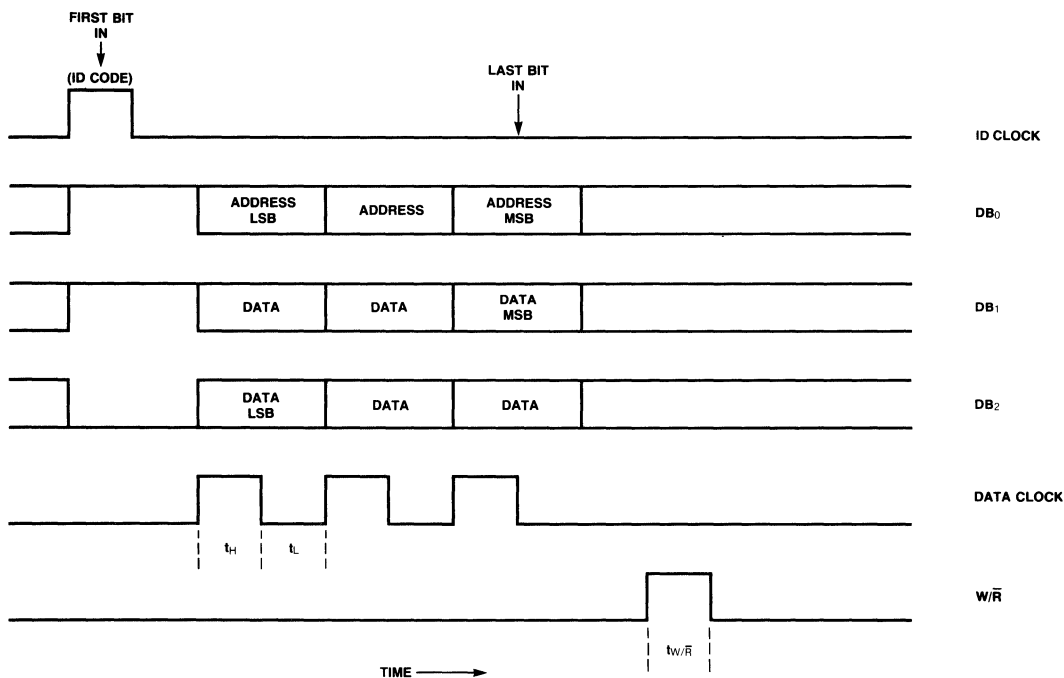 FIRST BIT
IN
(ID CODE)
LAST BIT
IN
ID CLOCK
ADDRESS
LSB
ADDRESS
ADDRESS
MSB
DB₀
DATA
DATA
DATA
MSB
DB₁
DATA
LSB
DATA
DATA
DB₂
DATA CLOCK
tH
tL
W/R̅
tW/R̅
TIME